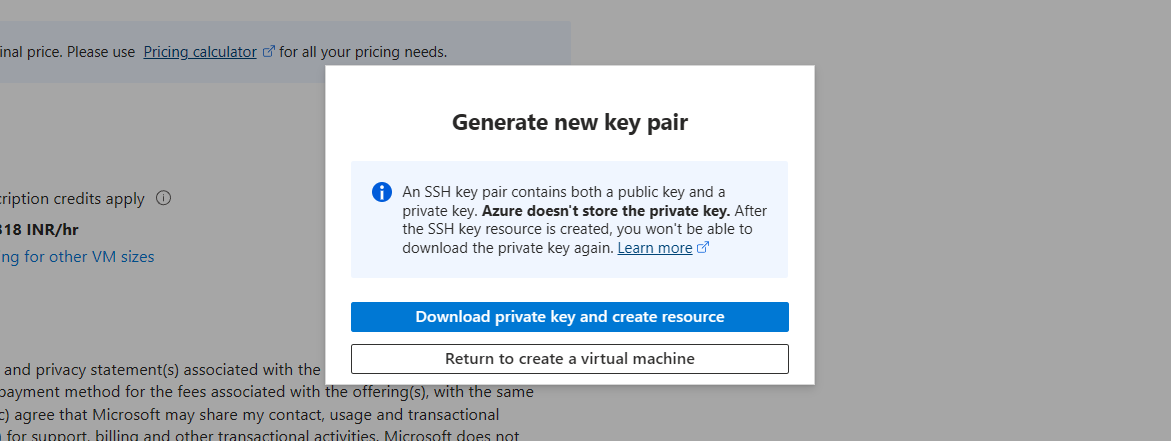 inal price. Please use Pricing calculator for all your pricing needs.
Generate new key pair
An SSH key pair contains both a public key and a
private key. Azure doesn't store the private key. After
the SSH key resource is created, you won't be able to
download the private key again. Learn more
cription credits apply
318 INR/hr
ng for other VM sizes
Download private key and create resource
Return to create a virtual machine
and privacy statement(s) associated with the
payment method for the fees associated with the offering(s), with the same
c) agree that Microsoft may share my contact, usage and transactional
for support, billing and other transactional activities. Microsoft does not